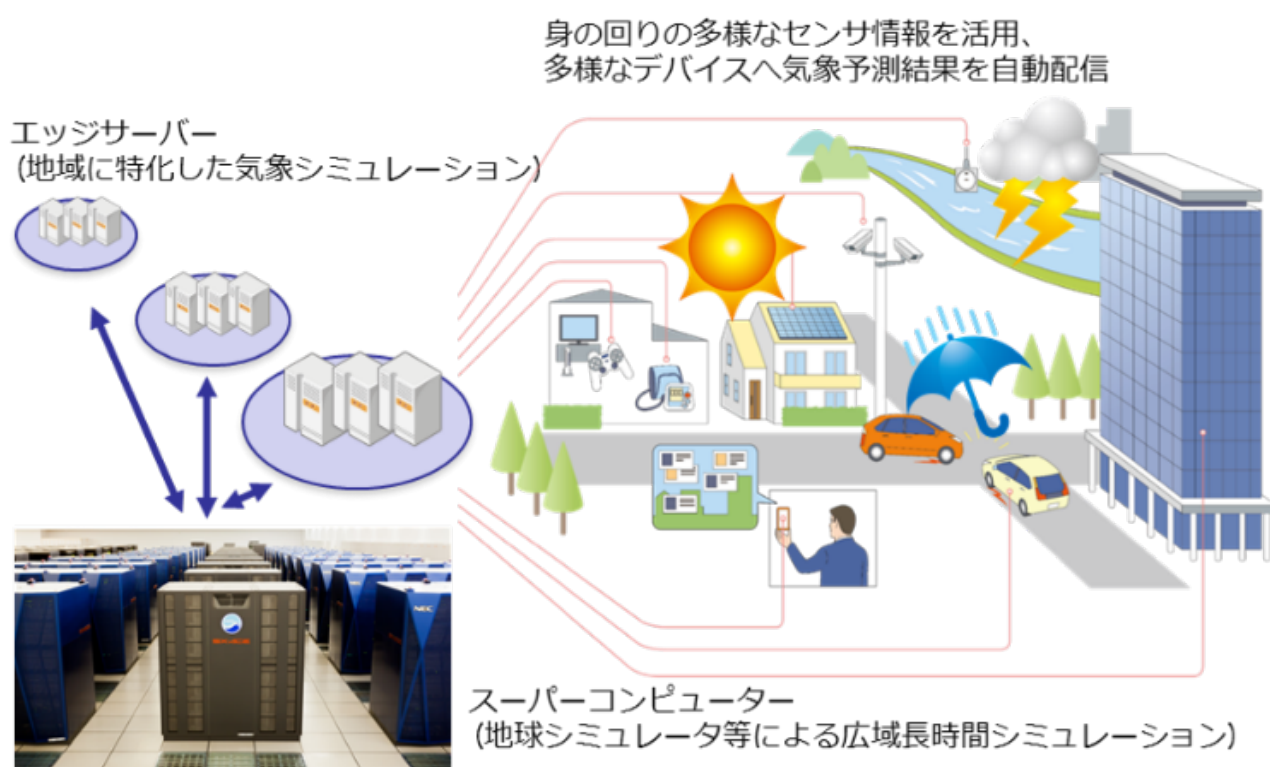 身の回りの多様なセンサ情報を活用、
多様なデバイスへ気象予測結果を自動配信
エッジサーバー
(地域に特化した気象シミュレーション)
NEC
スーパーコンピューター
(地球シミュレータ等による広域長時間シミュレーション)